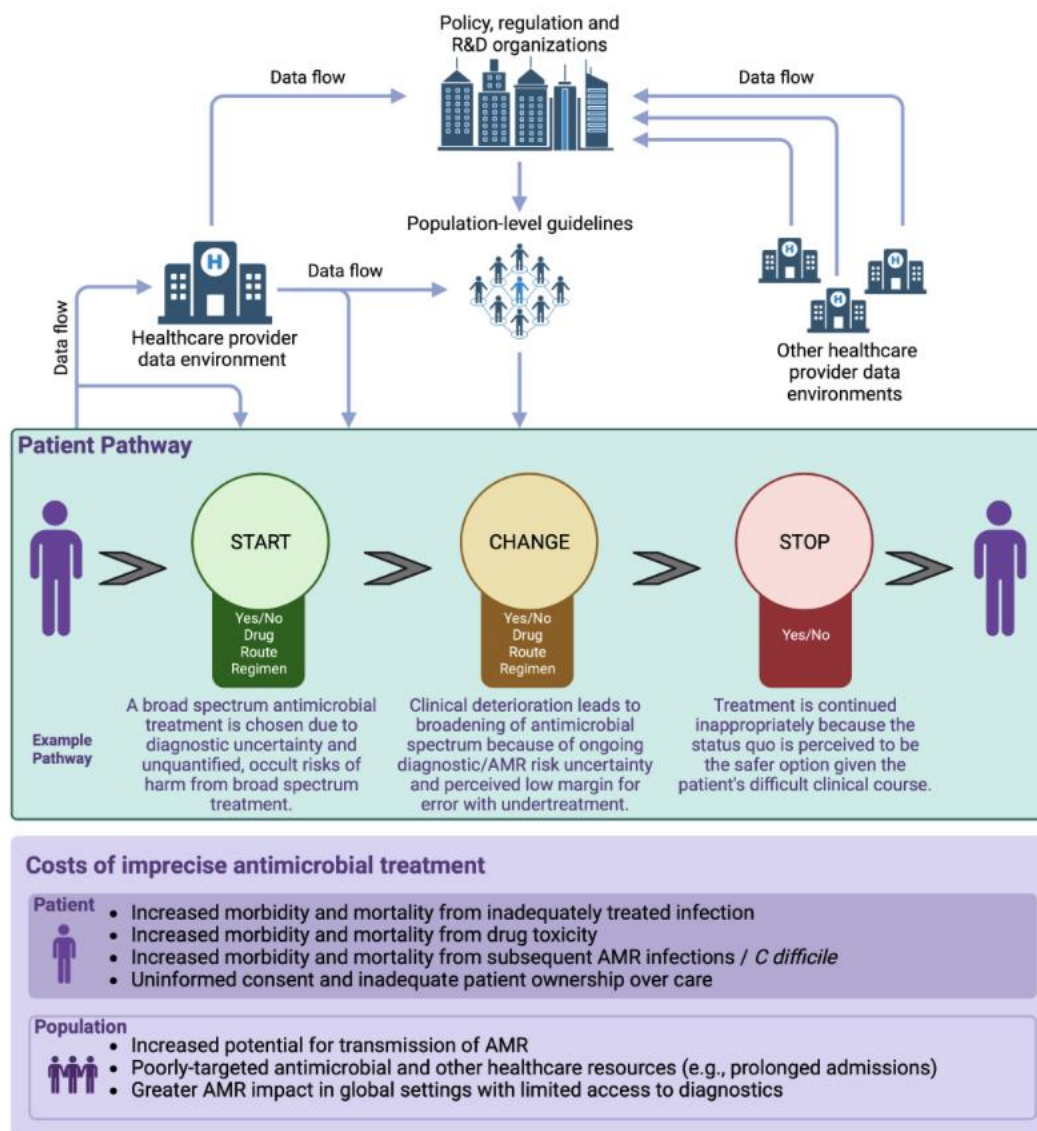 Policy, regulation and
R&D organizations
Data flow
Data flow
Population-level guidelines
H
Data flow
Data flow
Healthcare provider
data environment
H
H
H
Other healthcare
provider data
environments
Patient Pathway
START
CHANGE
STOP
Yes/No
Drug
Route
Regimen
Yes/No
Drug
Route
Regimen
Yes/No
Example
Pathway
A broad spectrum antimicrobial
treatment is chosen due to
diagnostic uncertainty and
unquantified, occult risks of
harm from broad spectrum
treatment.
Clinical deterioration leads to
broadening of antimicrobial
spectrum because of ongoing
diagnostic/AMR risk uncertainty
and perceived low margin for
error with undertreatment.
Treatment is continued
inappropriately because the
status quo is perceived to be
the safer option given the
patient's difficult clinical course.
Costs of imprecise antimicrobial treatment
Patient
• Increased morbidity and mortality from inadequately treated infection
• Increased morbidity and mortality from drug toxicity
• Increased morbidity and mortality from subsequent AMR infections / C difficile
• Uninformed consent and inadequate patient ownership over care
Population
• Increased potential for transmission of AMR
• Poorly-targeted antimicrobial and other healthcare resources (e.g., prolonged admissions)
• Greater AMR impact in global settings with limited access to diagnostics